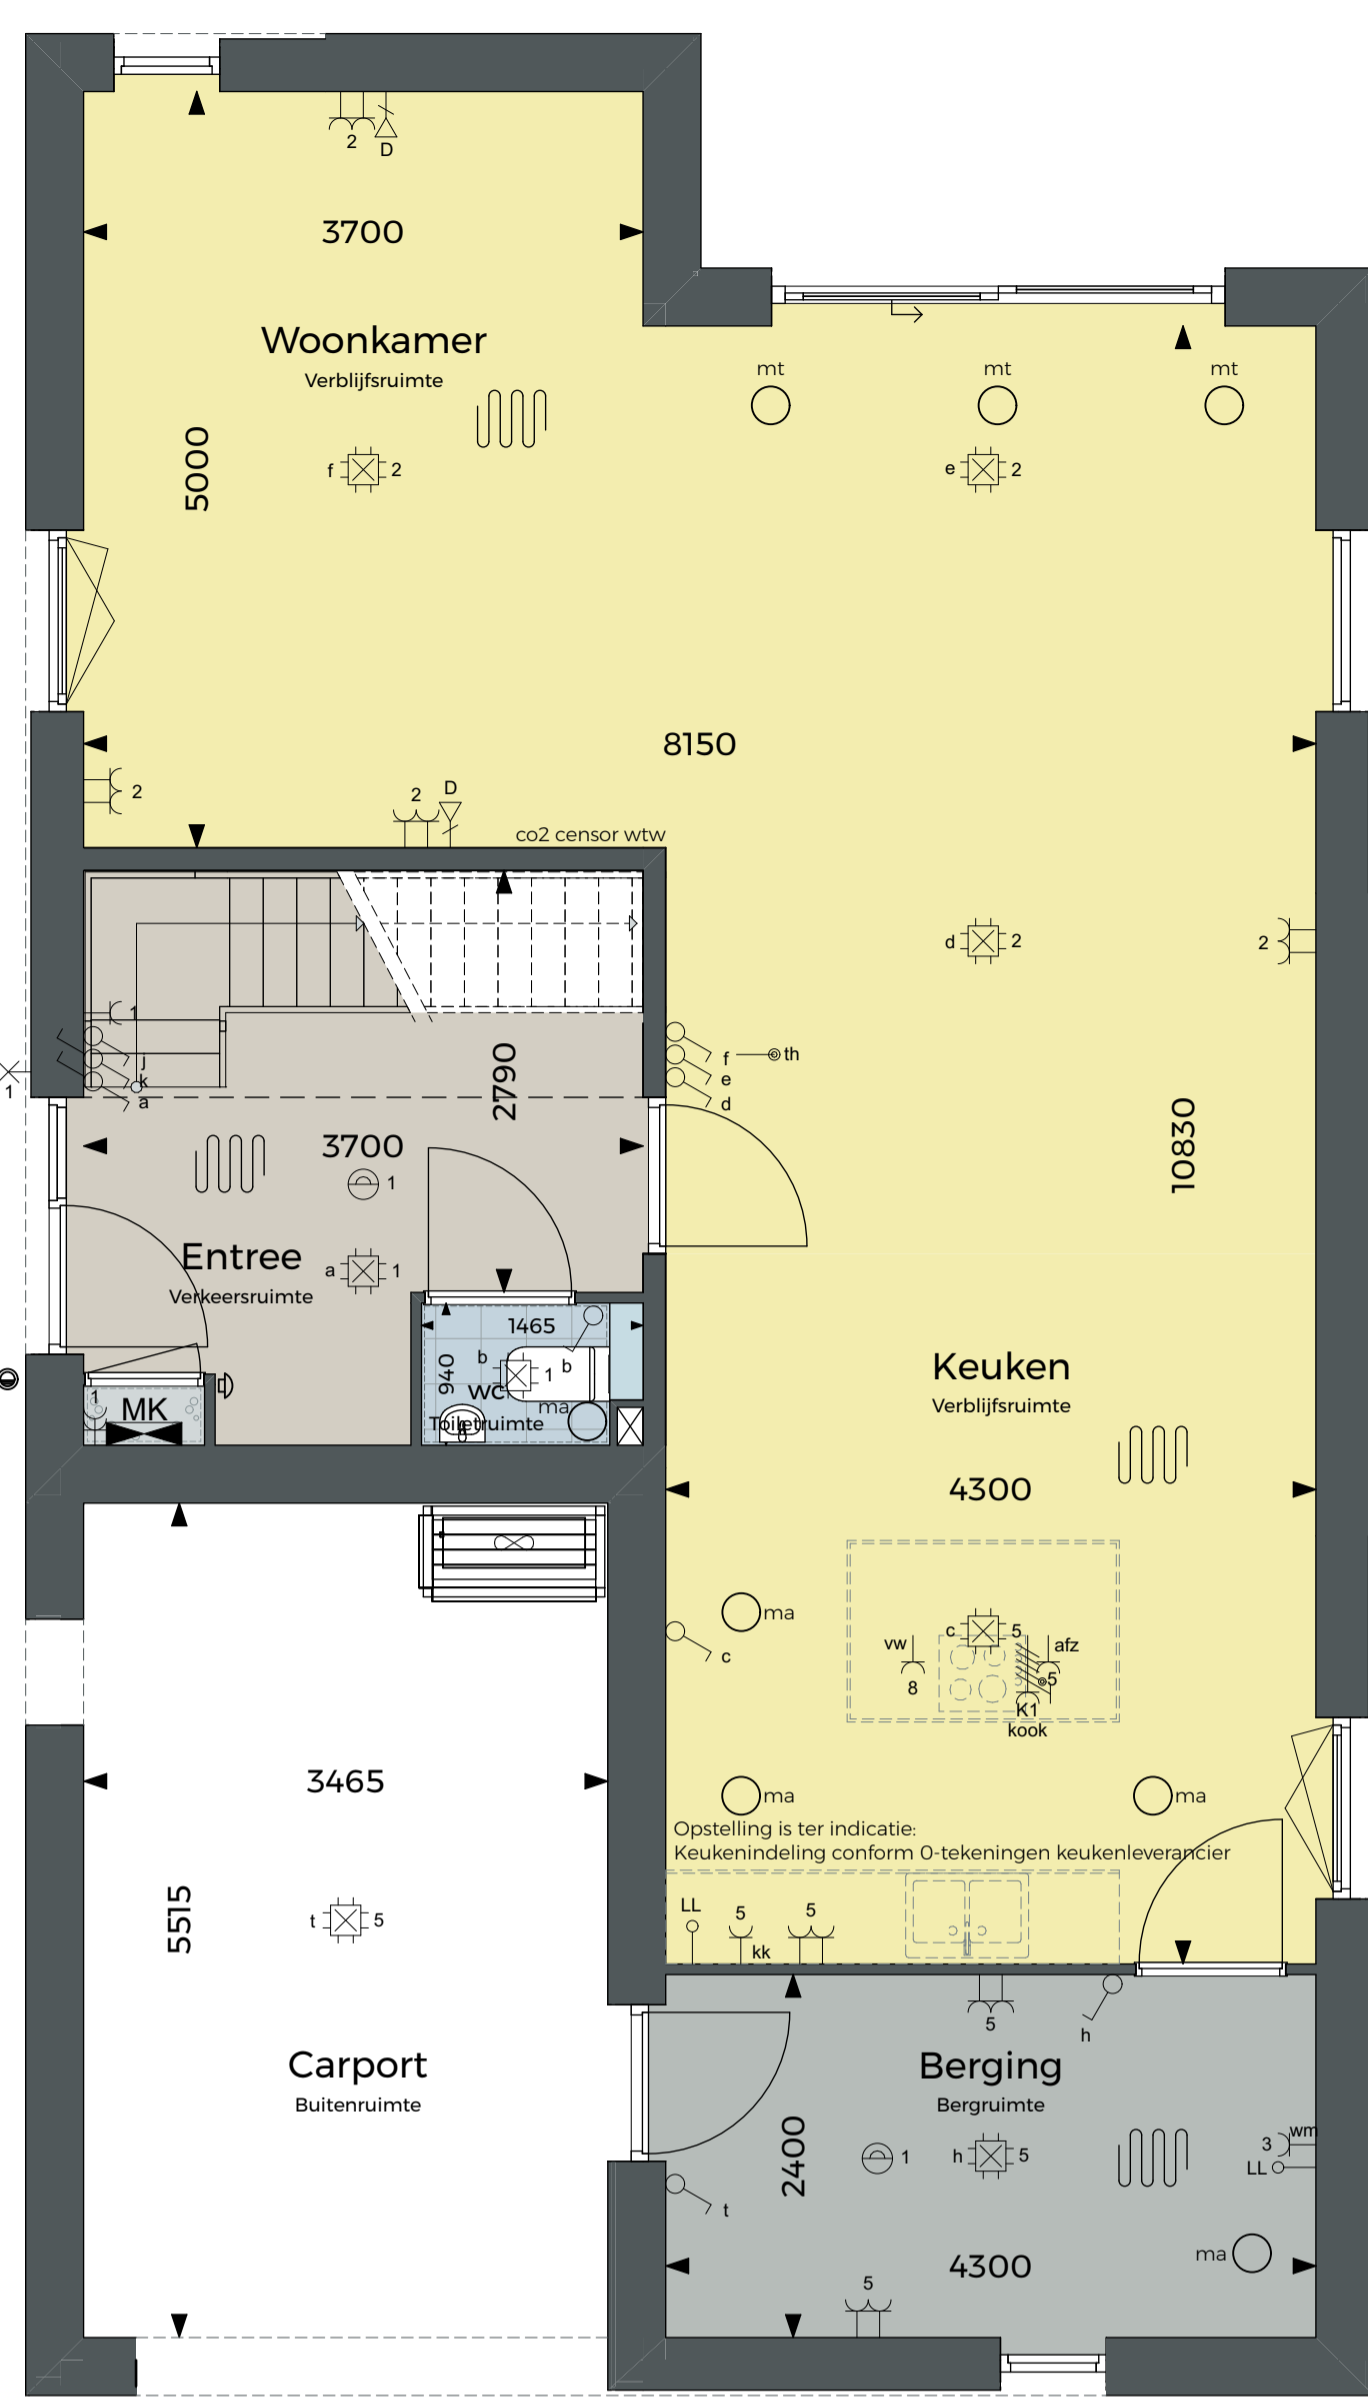 2
D
3700
Woonkamer
Verblijfsruimte
mt
mt
mt
5000
f 2
e 2
8150
2
2
D
co2 censor wtw
d 2
2
1
j
k
a
1
f
e
d
th
2790
3700
10830
1
Entree
a 1
Verkeersruimte
1465
b
1
b
940
wc
ma
Toiletruimte
1
MK
Keuken
Verblijfsruimte
4300
ma
c
c 5
vw
8
afz
5
K1
kook
3465
ma
ma
Opstelling is ter indicatie:
Keukenindeling conform 0-tekeningen keukenleverancier
5515
t 5
LL
5
kk
5
5
h
Carport
Buitenruimte
Berging
Bergruimte
2400
1
h 5
wm
3
LL
t
ma
4300
5